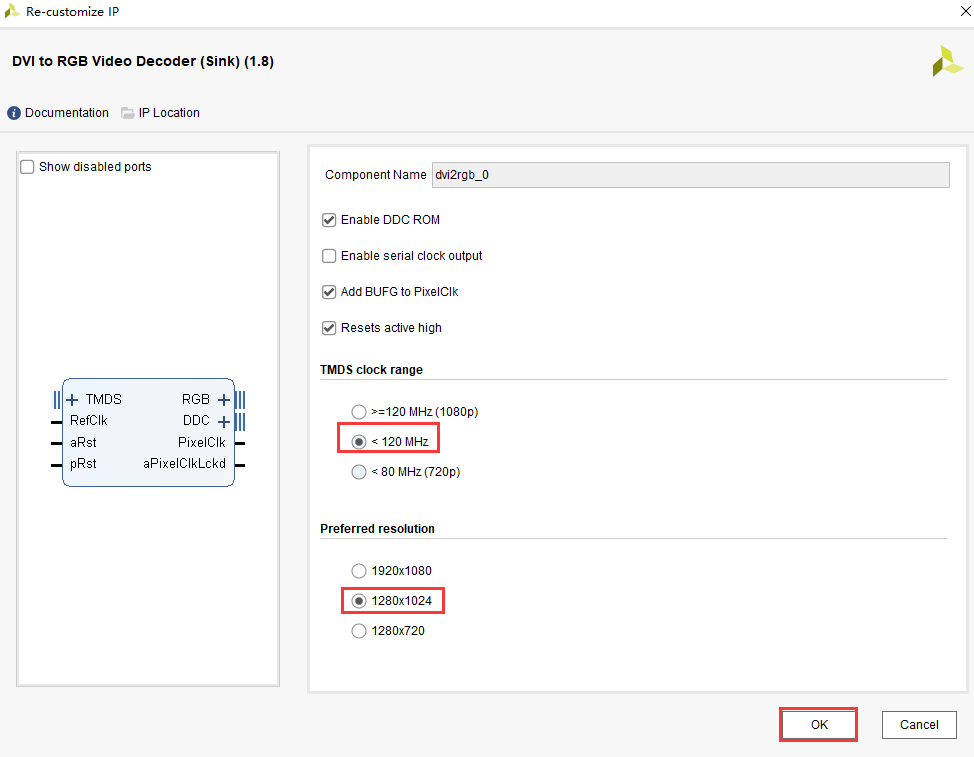 Re-customize IP
DVI to RGB Video Decoder (Sink) (1.8)
Documentation IP Location
Show disabled ports
TMDS RGB
RefClk DDC
aRst PixelClk
pRst aPixelClkLckd
Component Name dvi2rgb_0
Enable DDC ROM
Enable serial clock output
Add BUFG to PixelClk
Resets active high
TMDS clock range
>=120 MHz (1080p)
< 120 MHz
< 80 MHz (720p)
Preferred resolution
1920x1080
1280x1024
1280x720
OK Cancel